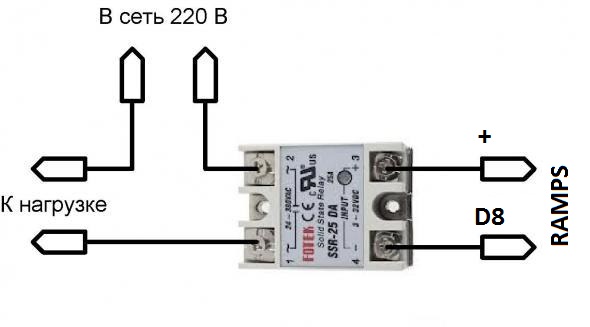 В сеть 220 В
К нагрузке
+
D8
RAMPS
1 ~
~ 2
24 - 380VAC
FOTEK CE
c UL US
Solid State Relay
25A
SSR-25 DA
INPUT
4 -
+ 3
3 - 32VDC